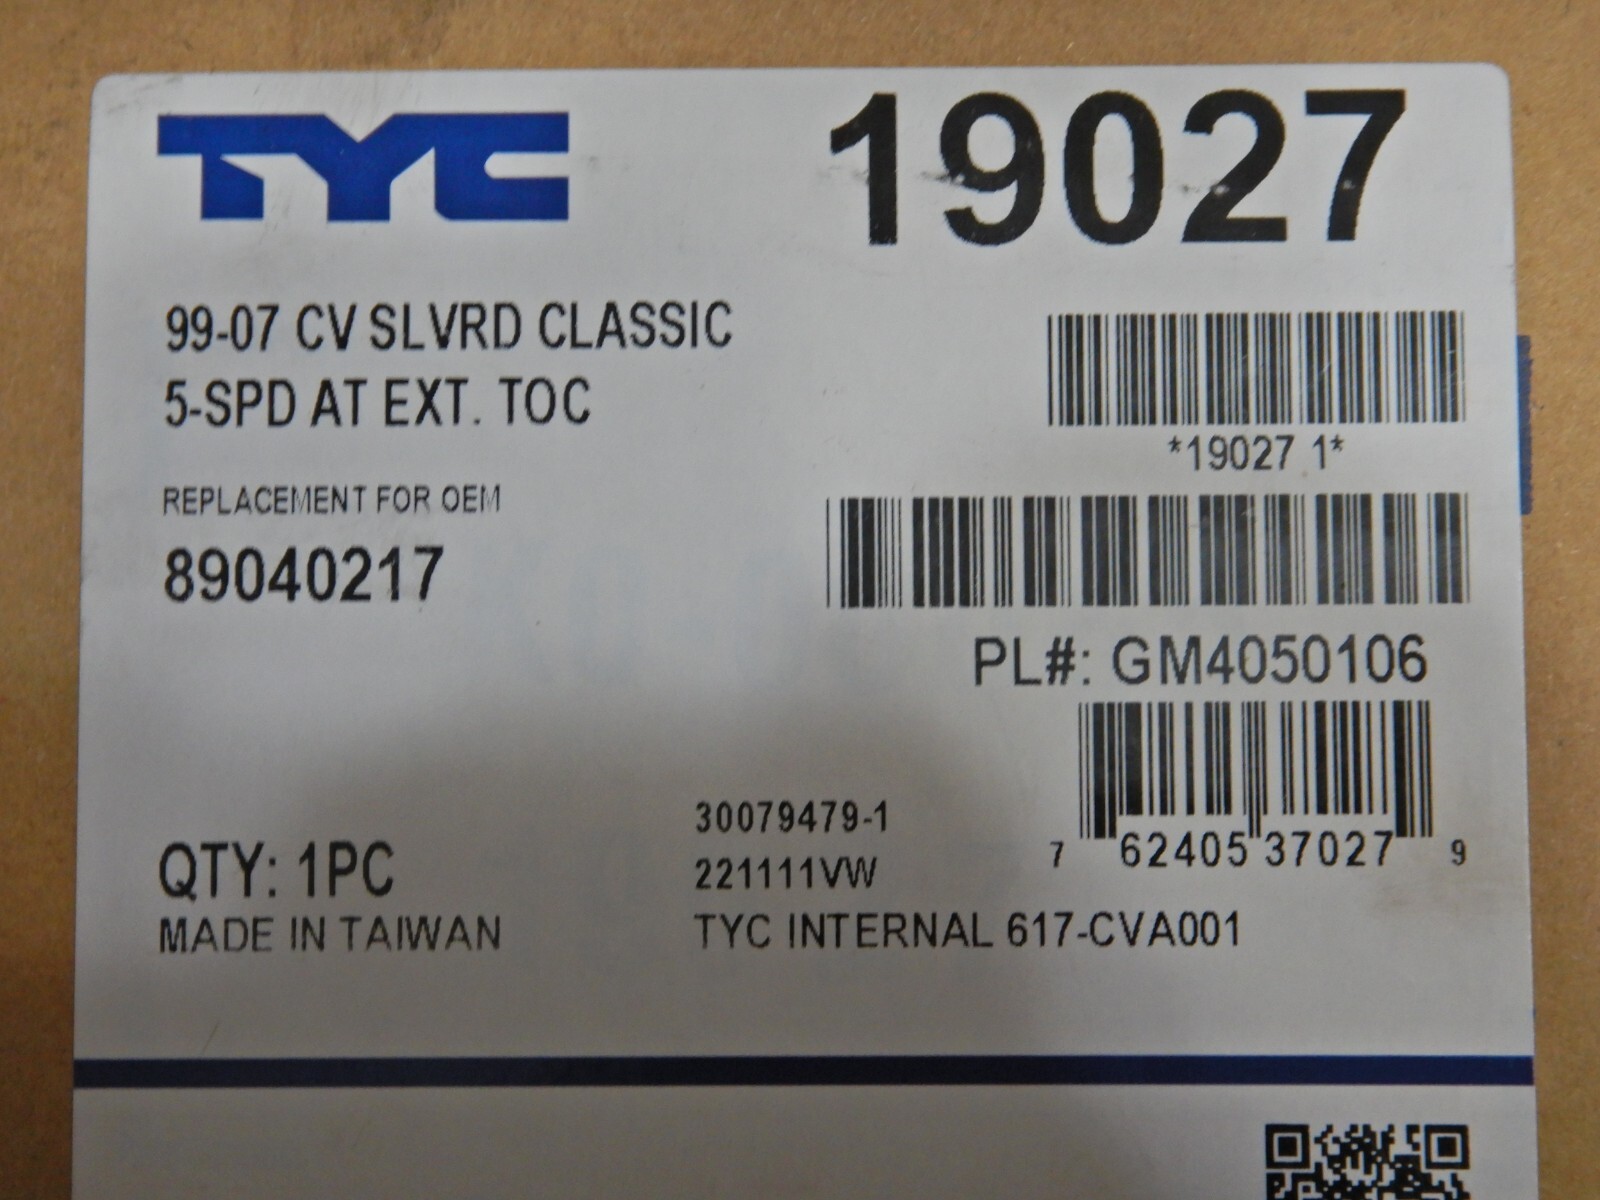 TYC
19027
99-07 CV SLVRD CLASSIC
5-SPD AT EXT. TOC
*19027 1*
REPLACEMENT FOR OEM
89040217
PL#: GM4050106
7 62405 37027 9
30079479-1
QTY: 1PC
221111VW
MADE IN TAIWAN
TYC INTERNAL 617-CVA001